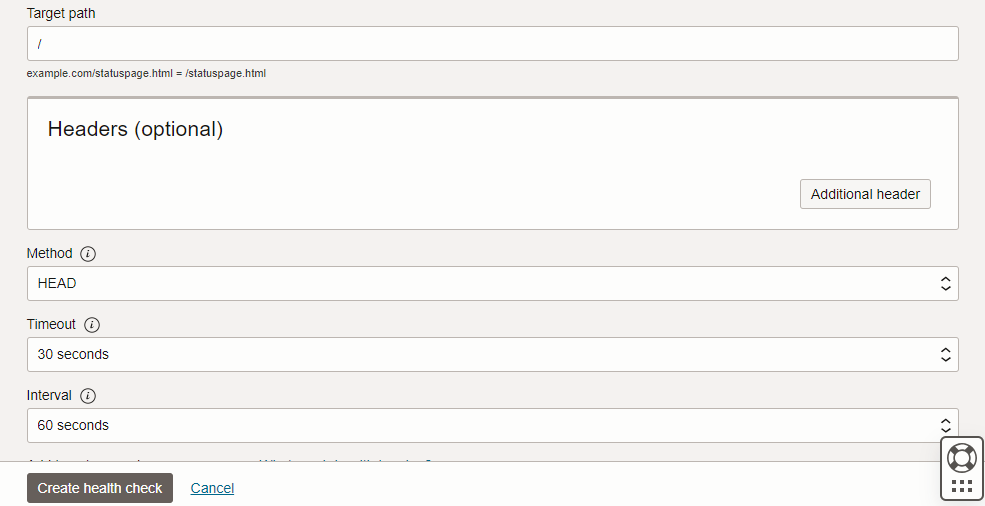 Target path
/
example.com/statuspage.html = /statuspage.html
Headers (optional)
Additional header
Method
HEAD
Timeout
30 seconds
Interval
60 seconds
Create health check Cancel